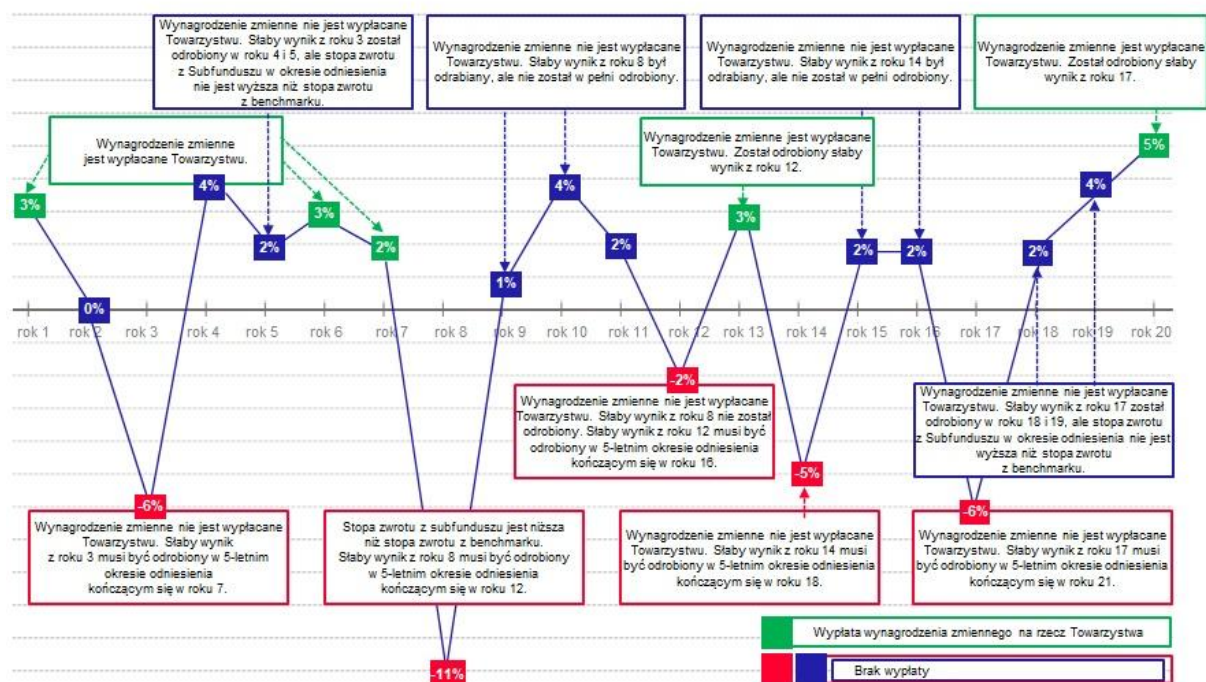 Wynagrodzenie zmienne nie jest wypłacane
Towarzystwu. Słaby wynik z roku 3 został
odrobiony w roku 4 i 5, ale stopa zwrotu
z Subfunduszu w okresie odniesienia
nie jest wyższa niż stopa zwrotu
z benchmarku.
Wynagrodzenie zmienne nie jest wypłacane
Towarzystwu. Słaby wynik z roku 8 był
odrabiany, ale nie został w pełni odrobiony.
Wynagrodzenie zmienne nie jest wypłacane
Towarzystwu. Słaby wynik z roku 14 był
odrabiany, ale nie został w pełni odrobiony.
Wynagrodzenie zmienne jest wypłacane
Towarzystwu. Został odrobiony słaby
wynik z roku 17.
Wynagrodzenie zmienne
jest wypłacane Towarzystwu.
Wynagrodzenie zmienne jest wypłacane
Towarzystwu. Został odrobiony słaby
wynik z roku 12.
3%
0%
-6%
4%
2%
3%
2%
-11%
1%
4%
2%
-2%
3%
-5%
2%
2%
-6%
2%
4%
5%
rok 1
rok 2
rok 3
rok 4
rok 5
rok 6
rok 7
rok 8
rok 9
rok 10
rok 11
rok 12
rok 13
rok 14
rok 15
rok 16
rok 17
rok 18
rok 19
rok 20
Wynagrodzenie zmienne nie jest wypłacane
Towarzystwu. Słaby wynik z roku 8 nie został
odrobiony. Słaby wynik z roku 12 musi być
odrobiony w 5-letnim okresie odniesienia
kończącym się w roku 16.
Wynagrodzenie zmienne nie jest wypłacane
Towarzystwu. Słaby wynik z roku 17 został
odrobiony w roku 18 i 19, ale stopa zwrotu
z Subfunduszu w okresie odniesienia nie jest
wyższa niż stopa zwrotu
z benchmarku.
Wynagrodzenie zmienne nie jest wypłacane
Towarzystwu. Słaby wynik
z roku 3 musi być odrobiony w 5-letnim
okresie odniesienia
kończącym się w roku 7.
Stopa zwrotu z subfunduszu jest niższa
niż stopa zwrotu z benchmarku.
Słaby wynik z roku 8 musi być odrobiony
w 5-letnim okresie odniesienia
kończącym się w roku 12.
Wynagrodzenie zmienne nie jest wypłacane
Towarzystwu. Słaby wynik z roku 14 musi
być odrobiony w 5-letnim okresie odniesienia
kończącym się w roku 18.
Wynagrodzenie zmienne nie jest wypłacane
Towarzystwu. Słaby wynik z roku 17 musi
być odrobiony w 5-letnim okresie odniesienia
kończącym się w roku 21.
Wypłata wynagrodzenia zmiennego na rzecz Towarzystwa
Brak wypłaty